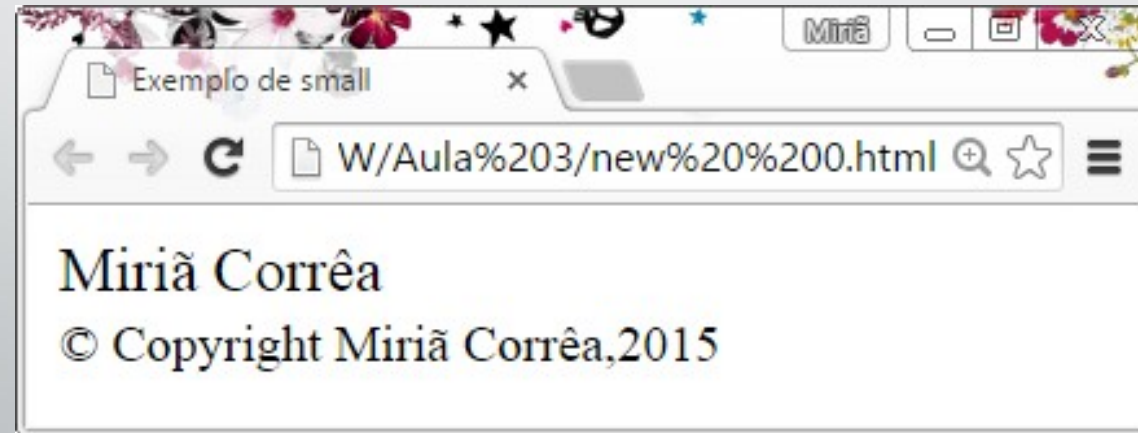 Miriã
Exemplo de small
W/Aula%203/new%20%200.html
Miriã Corrêa
© Copyright Miriã Corrêa,2015